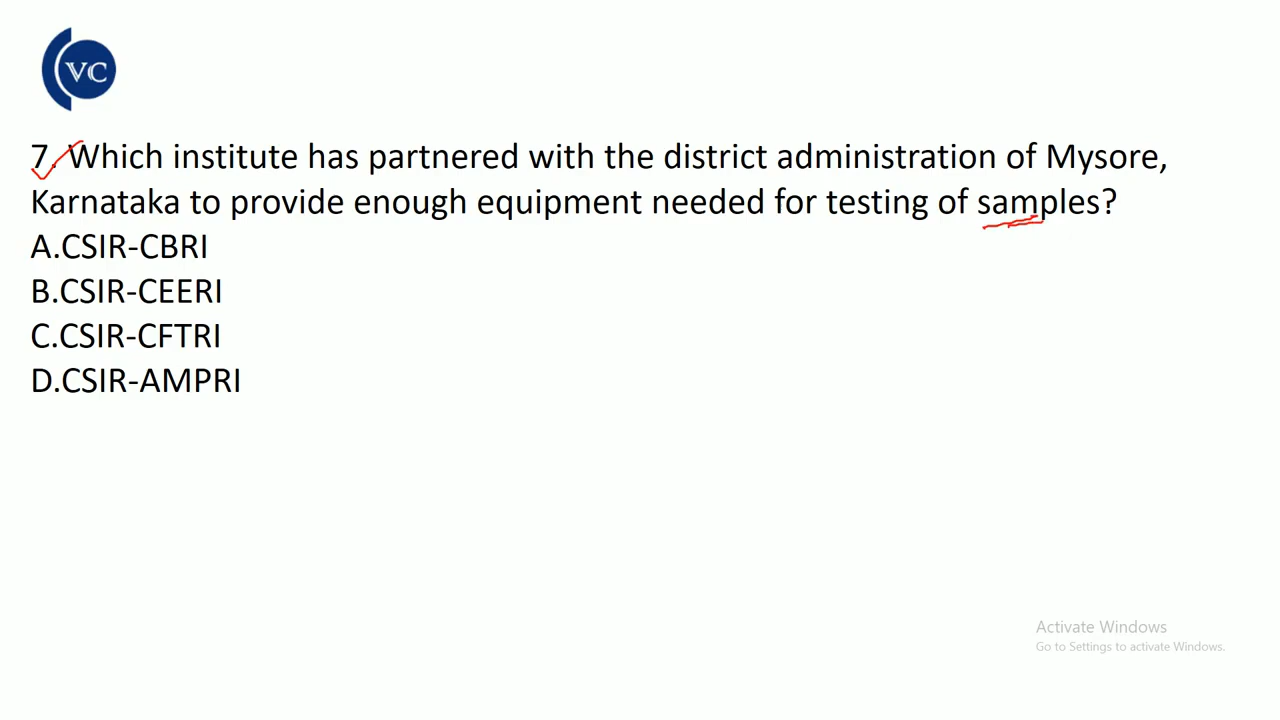 VC
7. Which institute has partnered with the district administration of Mysore,
Karnataka to provide enough equipment needed for testing of samples?
A.CSIR-CBRI
B.CSIR-CEERI
C.CSIR-CFTRI
D.CSIR-AMPRI
Activate Windows
Go to Settings to activate Windows.